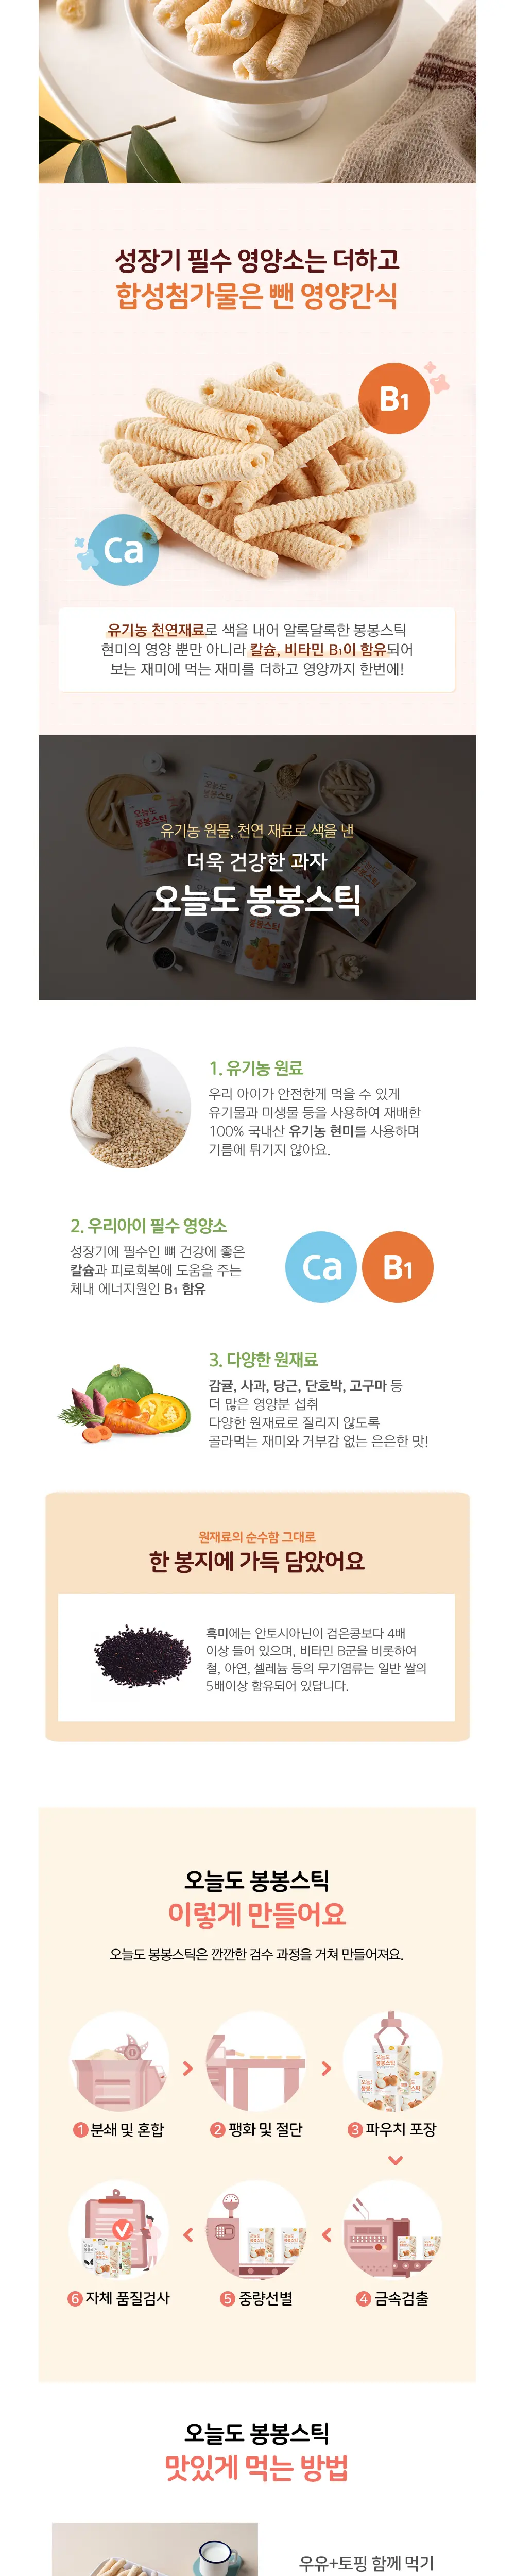 성장기 필수 영양소는 더하고
합성첨가물은 뺀 영양간식
B1
Ca
유기농 천연재료로 색을 내어 알록달록한 봉봉스틱
현미의 영양 뿐만 아니라 칼슘, 비타민 B1이 함유되어
보는 재미에 먹는 재미를 더하고 영양까지 한번에!
유기농 원물, 천연 재료로 색을 낸
더욱 건강한 과자
오늘도 봉봉스틱
1. 유기농 원료
우리 아이가 안전한게 먹을 수 있게
유기물과 미생물 등을 사용하여 재배한
100% 국내산 유기농 현미를 사용하며
기름에 튀기지 않아요.
2. 우리아이 필수 영양소
성장기에 필수인 뼈 건강에 좋은
칼슘과 피로회복에 도움을 주는
체내 에너지원인 B1 함유
Ca B1
3. 다양한 원재료
감귤, 사과, 당근, 단호박, 고구마 등
더 많은 영양분 섭취
다양한 원재료로 질리지 않도록
골라먹는 재미와 거부감 없는 은은한 맛!
원재료의 순수함 그대로
한 봉지에 가득 담았어요
흑미에는 안토시아닌이 검은콩보다 4배
이상 들어 있으며, 비타민 B군을 비롯하여
철, 아연, 셀레늄 등의 무기염류는 일반 쌀의
5배이상 함유되어 있답니다.
오늘도 봉봉스틱
이렇게 만들어요
오늘도 봉봉스틱은 깐깐한 검수 과정을 거쳐 만들어져요.
1 분쇄 및 혼합
2 팽화 및 절단
3 파우치 포장
4 금속검출
5 중량선별
6 자체 품질검사
오늘도 봉봉스틱
맛있게 먹는 방법
우유+토핑 함께 먹기